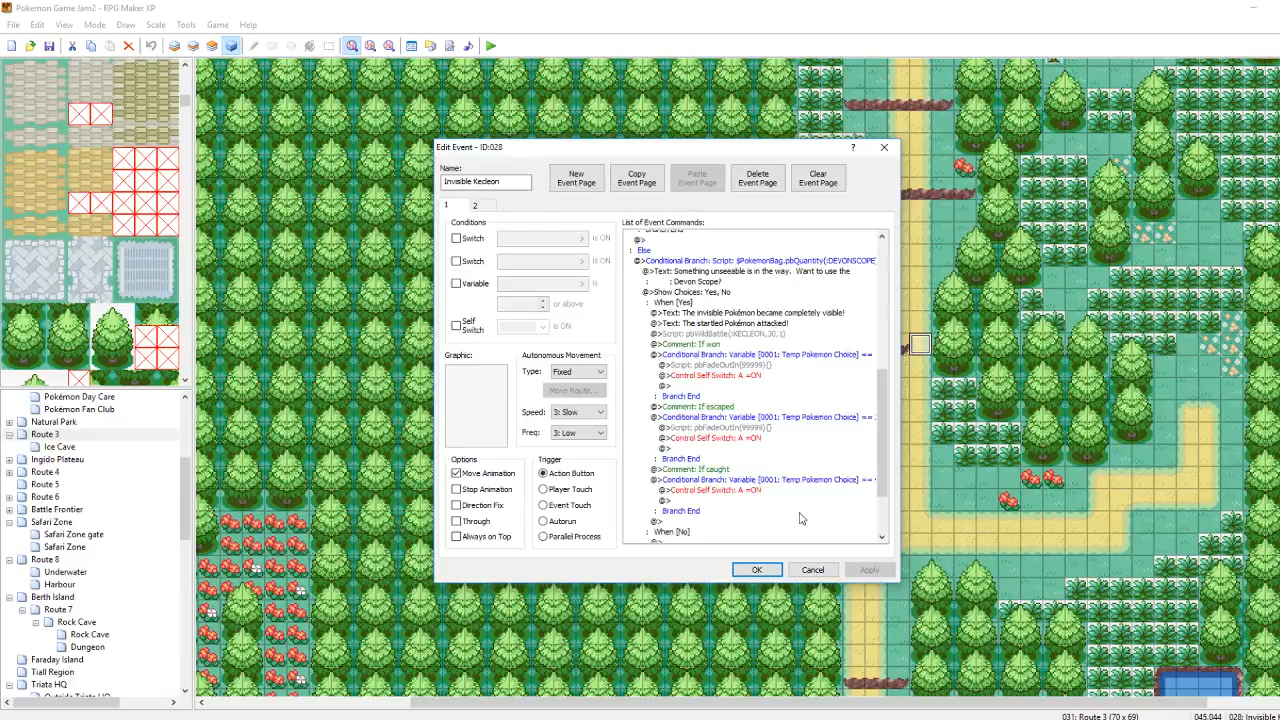 Pokemon Game Jam2 - RPG Maker XP
File Edit View Mode Draw Scale Tools Game Help
Edit Event - ID:028
?
Name:
Invisible Kecleon
New Event Page
Copy Event Page
Paste Event Page
Delete Event Page
Clear Event Page
1
2
Conditions
Switch is ON
Switch is ON
Variable is
or above
Self Switch is ON
Graphic:
Autonomous Movement
Type: Fixed
Move Route...
Speed: 3: Slow
Freq: 3: Low
Options
Move Animation
Stop Animation
Direction Fix
Through
Always on Top
Trigger
Action Button
Player Touch
Event Touch
Autorun
Parallel Process
List of Event Commands:
: Branch End
@>
: Else
@>Conditional Branch: Script: $PokemonBag.pbQuantity(:DEVONSCOPE
@>Text: Something unseeable is in the way.  Want to use the
: : Devon Scope?
@>Show Choices: Yes, No
: When [Yes]
@>Text: The invisible Pokémon became completely visible!
@>Text: The startled Pokémon attacked!
@>Script: pbWildBattle(:KECLEON,30,1)
@>Comment: If won
@>Conditional Branch: Variable [0001: Temp Pokemon Choice] ==
@>Script: pbFadeOutIn(99999){}
@>Control Self Switch: A =ON
@>
: Branch End
@>Comment: If escaped
@>Conditional Branch: Variable [0001: Temp Pokemon Choice] ==
@>Script: pbFadeOutIn(99999){}
@>Control Self Switch: A =ON
@>
: Branch End
@>Comment: If caught
@>Conditional Branch: Variable [0001: Temp Pokemon Choice] ==
@>Control Self Switch: A =ON
@>
: Branch End
@>
: When [No]
OK
Cancel
Apply
Pokémon Day Care
Pokémon Fan Club
Natural Park
Route 3
Ice Cave
Ingido Plateau
Route 4
Route 5
Route 6
Battle Frontier
Safari Zone
Safari Zone gate
Safari Zone
Route 8
Underwater
Harbour
Berth Island
Route 7
Rock Cave
Rock Cave
Dungeon
Faraday Island
Tiall Region
Triata HQ
031: Route 3 (70 x 69)
045,044
028: Invisib